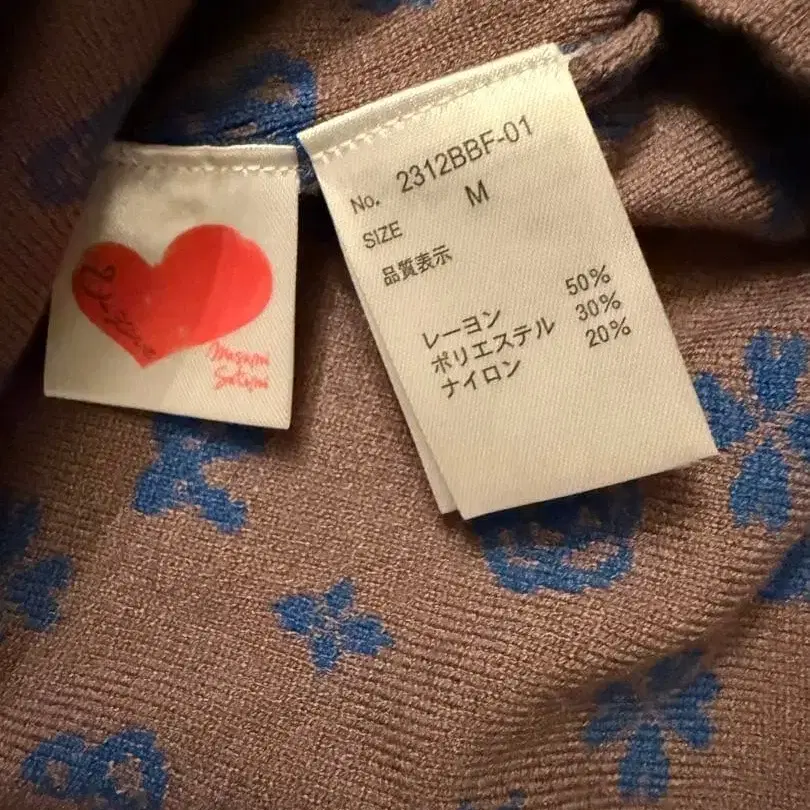 No. 2312BBF-01
SIZE M
品質表示
レーヨン 50%
ポリエステル 30%
ナイロン 20%